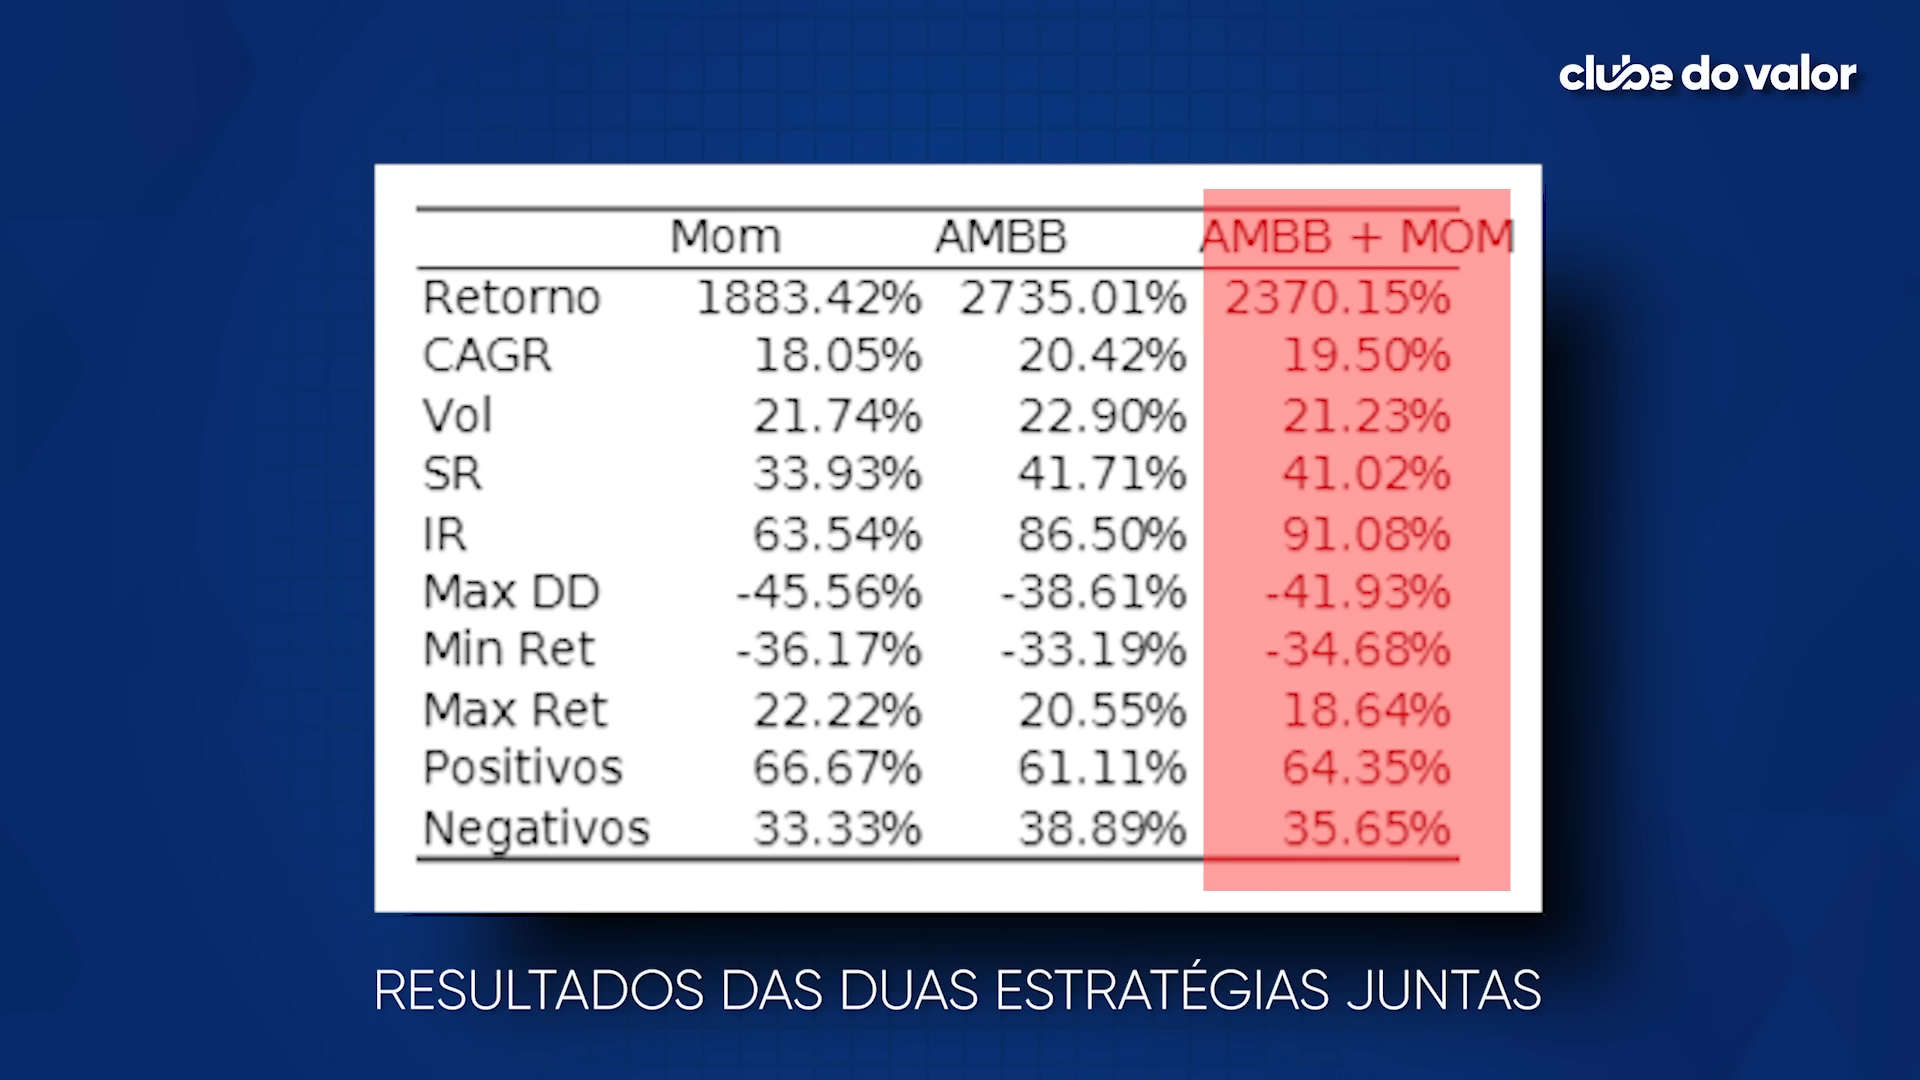 clube do valor
Mom AMBB AMBB + MOM
Retorno 1883.42% 2735.01% 2370.15%
CAGR 18.05% 20.42% 19.50%
Vol 21.74% 22.90% 21.23%
SR 33.93% 41.71% 41.02%
IR 63.54% 86.50% 91.08%
Max DD -45.56% -38.61% -41.93%
Min Ret -36.17% -33.19% -34.68%
Max Ret 22.22% 20.55% 18.64%
Positivos 66.67% 61.11% 64.35%
Negativos 33.33% 38.89% 35.65%
RESULTADOS DAS DUAS ESTRATÉGIAS JUNTAS